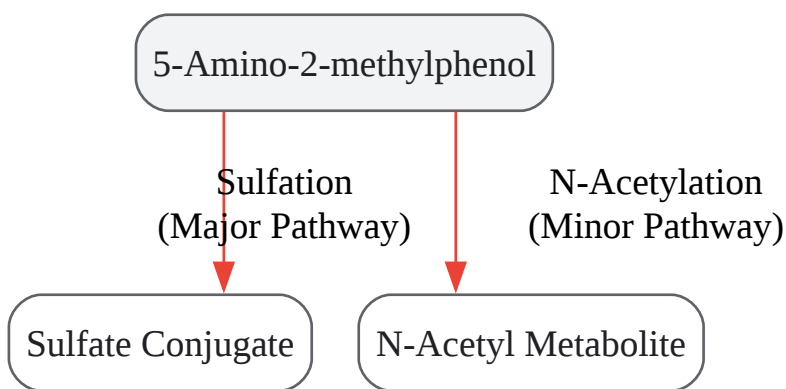 5-Amino-2-methylphenol
Sulfation
(Major Pathway)
N-Acetylation
(Minor Pathway)
Sulfate Conjugate
N-Acetyl Metabolite